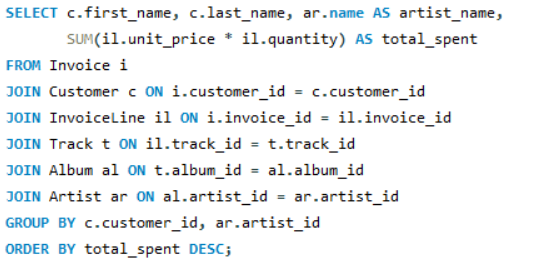 SELECT c.first_name, c.last_name, ar.name AS artist_name,
SUM(il.unit_price * il.quantity) AS total_spent
FROM Invoice i
JOIN Customer c ON i.customer_id = c.customer_id
JOIN InvoiceLine il ON i.invoice_id = il.invoice_id
JOIN Track t ON il.track_id = t.track_id
JOIN Album al ON t.album_id = al.album_id
JOIN Artist ar ON al.artist_id = ar.artist_id
GROUP BY c.customer_id, ar.artist_id
ORDER BY total_spent DESC;